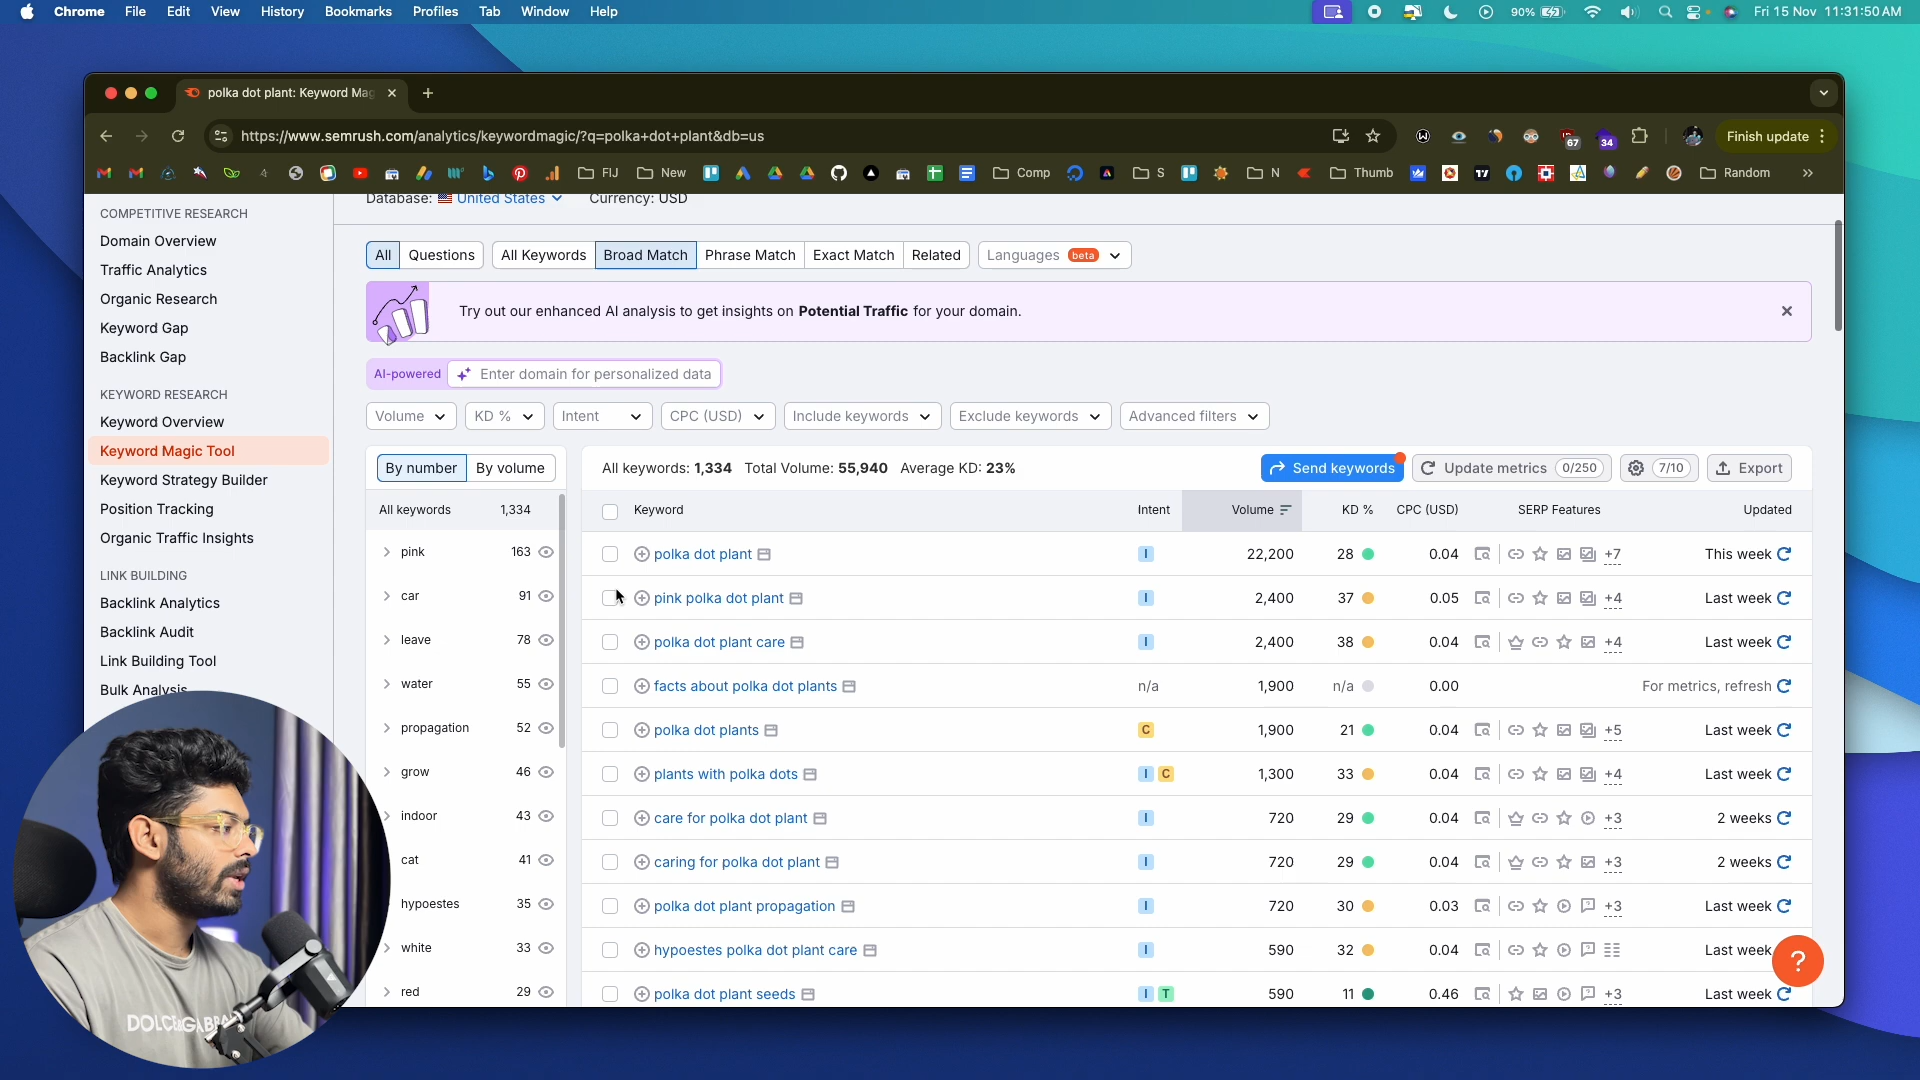 Chrome File Edit View History Bookmarks Profiles Tab Window Help 90% Fri 15 Nov 11:31:50 AM
polka dot plant: Keyword Mag
https://www.semrush.com/analytics/keywordmagic/?q=polka+dot+plant&db=us 67 34 Finish update
FIJ New Comp S N Thumb Random
COMPETITIVE RESEARCH
Domain Overview
Traffic Analytics
Organic Research
Keyword Gap
Backlink Gap
KEYWORD RESEARCH
Keyword Overview
Keyword Magic Tool
Keyword Strategy Builder
Position Tracking
Organic Traffic Insights
LINK BUILDING
Backlink Analytics
Backlink Audit
Link Building Tool
Bulk Analysis
Database: United States Currency: USD
All Questions All Keywords Broad Match Phrase Match Exact Match Related Languages beta
Try out our enhanced AI analysis to get insights on Potential Traffic for your domain.
AI-powered Enter domain for personalized data
Volume KD % Intent CPC (USD) Include keywords Exclude keywords Advanced filters
By number By volume
All keywords 1,334
pink 163
car 91
leave 78
water 55
propagation 52
grow 46
indoor 43
cat 41
hypoestes 35
white 33
red 29
All keywords: 1,334 Total Volume: 55,940 Average KD: 23% Send keywords Update metrics 0/250 7/10 Export
Keyword Intent Volume KD % CPC (USD) SERP Features Updated
polka dot plant I 22,200 28 0.04 +7 This week
pink polka dot plant I 2,400 37 0.05 +4 Last week
polka dot plant care I 2,400 38 0.04 +4 Last week
facts about polka dot plants n/a 1,900 n/a 0.00 For metrics, refresh
polka dot plants C 1,900 21 0.04 +5 Last week
plants with polka dots I C 1,300 33 0.04 +4 Last week
care for polka dot plant I 720 29 0.04 +3 2 weeks
caring for polka dot plant I 720 29 0.04 +3 2 weeks
polka dot plant propagation I 720 30 0.03 +3 Last week
hypoestes polka dot plant care I 590 32 0.04 Last week
polka dot plant seeds I T 590 11 0.46 +3 Last week
?